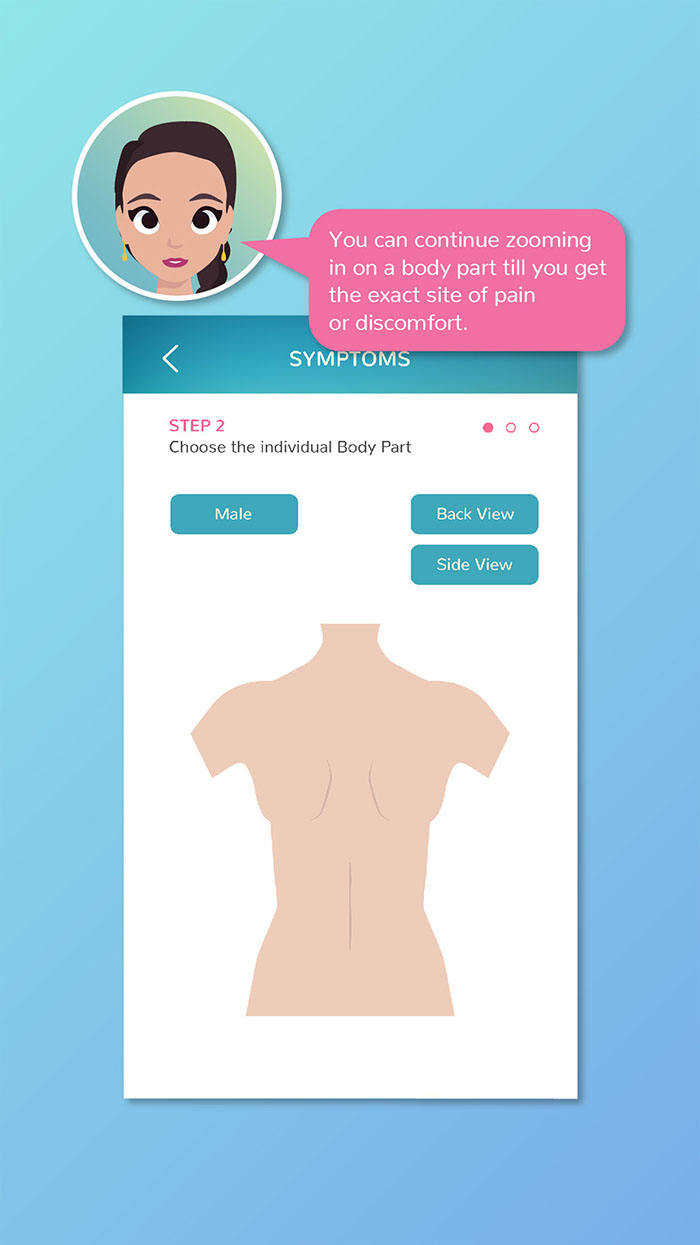 You can continue zooming
in on a body part till you get
the exact site of pain
or discomfort.
SYMPTOMS
STEP 2
Choose the individual Body Part
Male
Back View
Side View